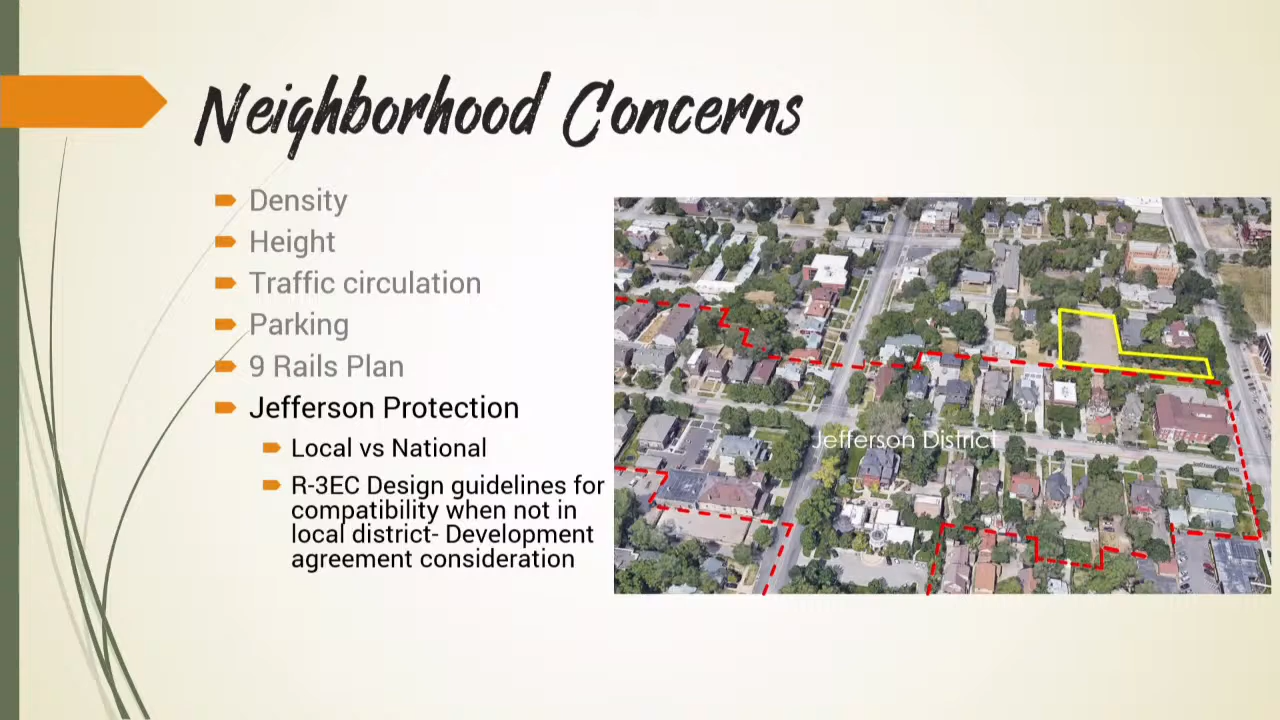 Neighborhood Concerns
Density
Height
Traffic circulation
Parking
9 Rails Plan
Jefferson Protection
Local vs National
R-3EC Design guidelines for
compatibility when not in
local district- Development
agreement consideration
Jefferson District